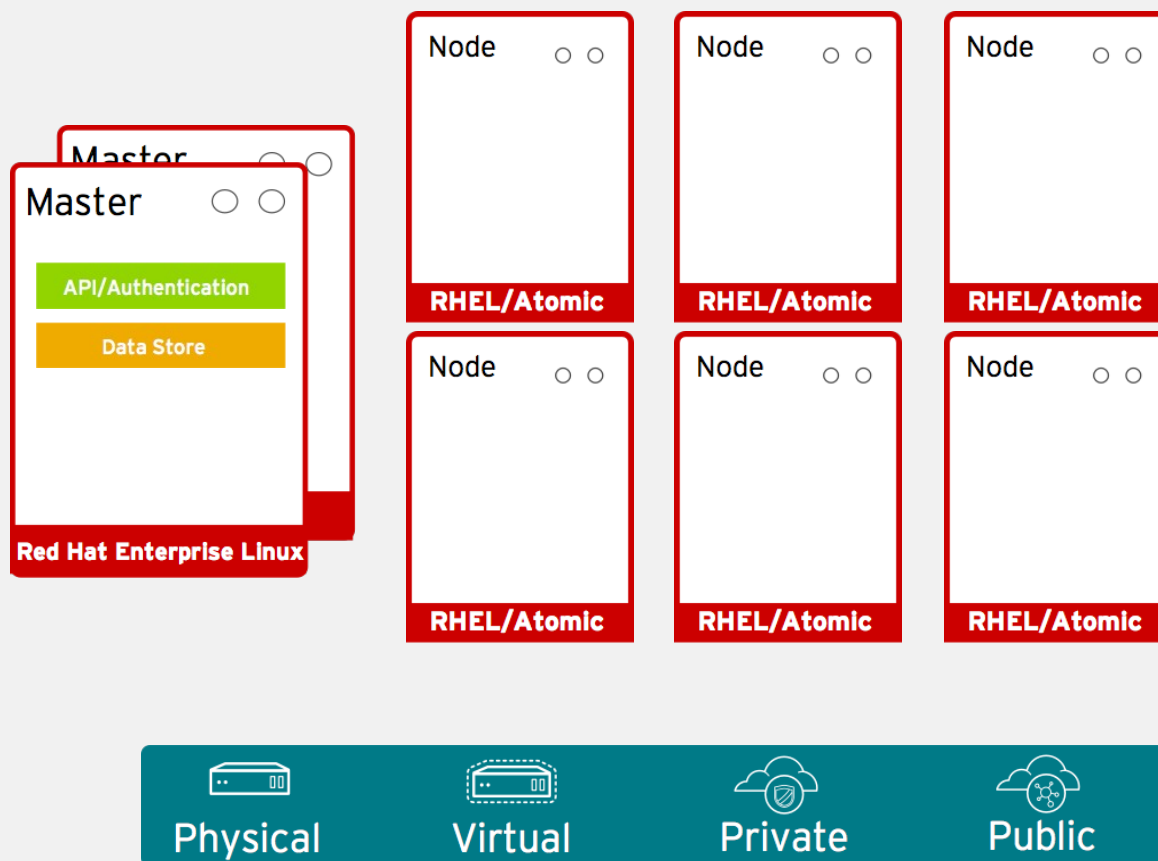 Node
Node
Node
Master
Master
API/Authentication
Data Store
RHEL/Atomic
RHEL/Atomic
RHEL/Atomic
Node
Node
Node
Red Hat Enterprise Linux
RHEL/Atomic
RHEL/Atomic
RHEL/Atomic
Physical
Virtual
Private
Public